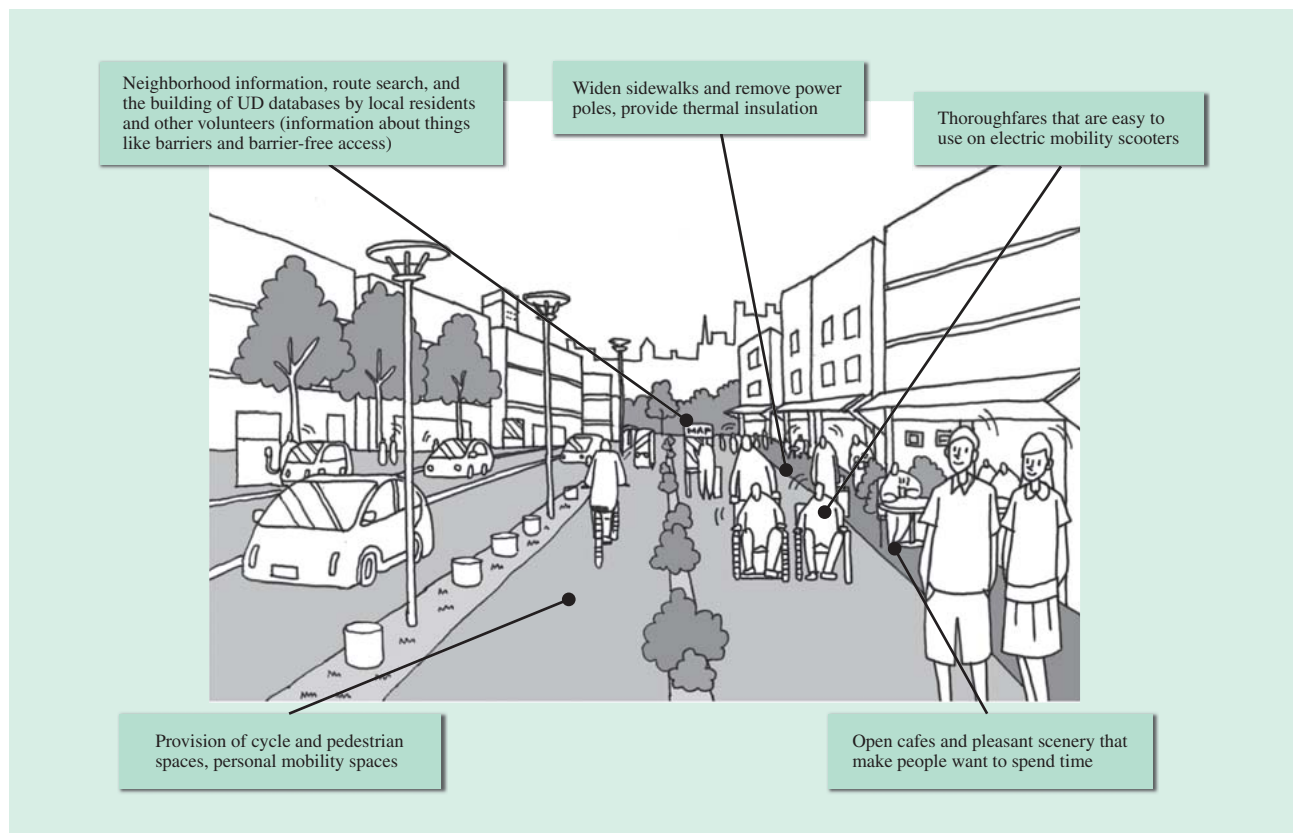 Neighborhood information, route search, and
the building of UD databases by local residents
and other volunteers (information about things
like barriers and barrier-free access)
Widen sidewalks and remove power
poles, provide thermal insulation
Thoroughfares that are easy to
use on electric mobility scooters
MAP
Provision of cycle and pedestrian
spaces, personal mobility spaces
Open cafes and pleasant scenery that
make people want to spend time